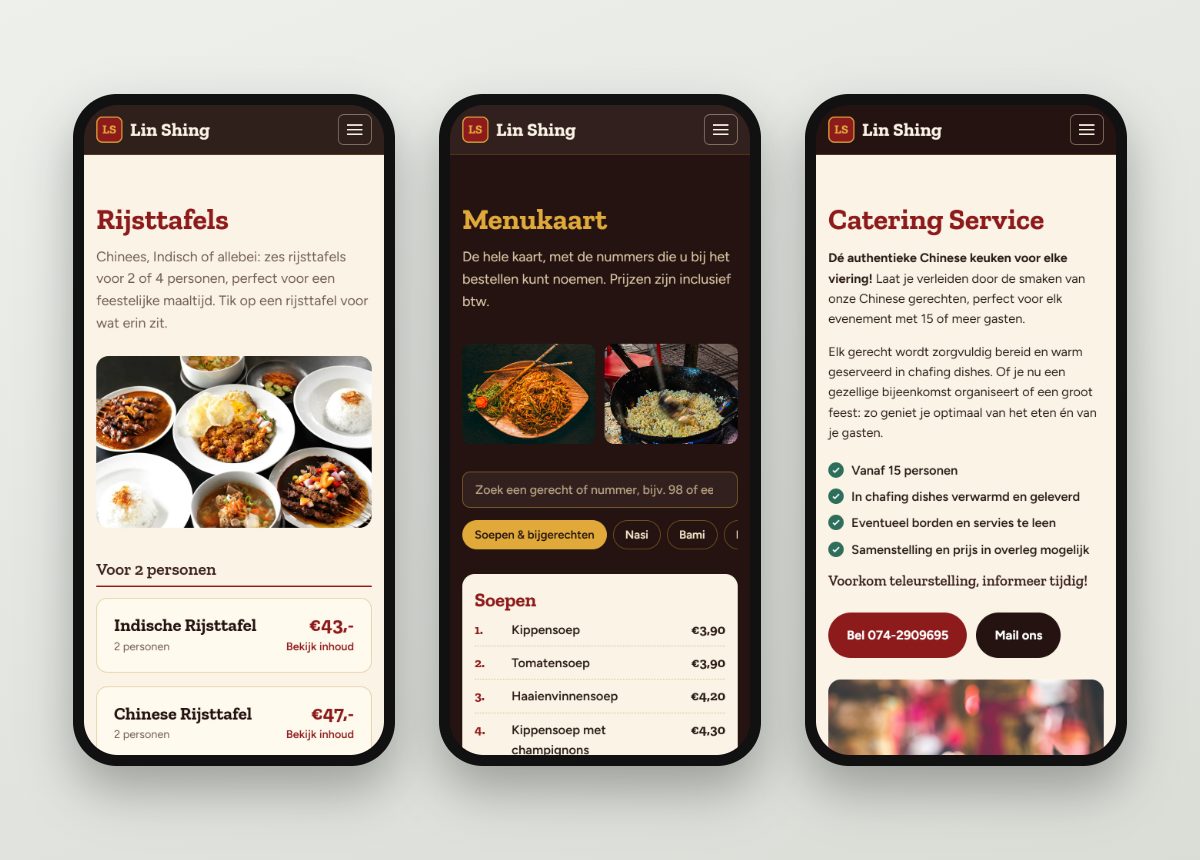 LS Lin Shing
Rijsttafels
Chinees, Indisch of allebei: zes rijsttafels
voor 2 of 4 personen, perfect voor een
feestelijke maaltijd. Tik op een rijsttafel voor
wat erin zit.
Voor 2 personen
Indische Rijsttafel €43,-
2 personen Bekijk inhoud
Chinese Rijsttafel €47,-
2 personen Bekijk inhoud
LS Lin Shing
Menukaart
De hele kaart, met de nummers die u bij het
bestellen kunt noemen. Prijzen zijn inclusief
btw.
Zoek een gerecht of nummer, bijv. 98 of ee
Soepen & bijgerechten Nasi Bami
Soepen
1. Kippensoep €3,90
2. Tomatensoep €3,90
3. Haaienvinnensoep €4,20
4. Kippensoep met €4,30
champignons
LS Lin Shing
Catering Service
Dé authentieke Chinese keuken voor elke
viering! Laat je verleiden door de smaken van
onze Chinese gerechten, perfect voor elk
evenement met 15 of meer gasten.
Elk gerecht wordt zorgvuldig bereid en warm
geserveerd in chafing dishes. Of je nu een
gezellige bijeenkomst organiseert of een groot
feest: zo geniet je optimaal van het eten én van
je gasten.
Vanaf 15 personen
In chafing dishes verwarmd en geleverd
Eventueel borden en servies te leen
Samenstelling en prijs in overleg mogelijk
Voorkom teleurstelling, informeer tijdig!
Bel 074-2909695 Mail ons